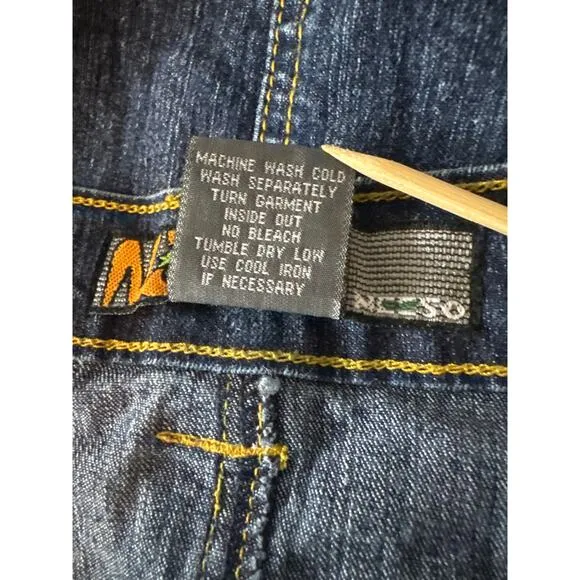 MACHINE WASH COLD
WASH SEPARATELY
TURN GARMENT
INSIDE OUT
NO BLEACH
TUMBLE DRY LOW
USE COOL IRON
IF NECESSARY